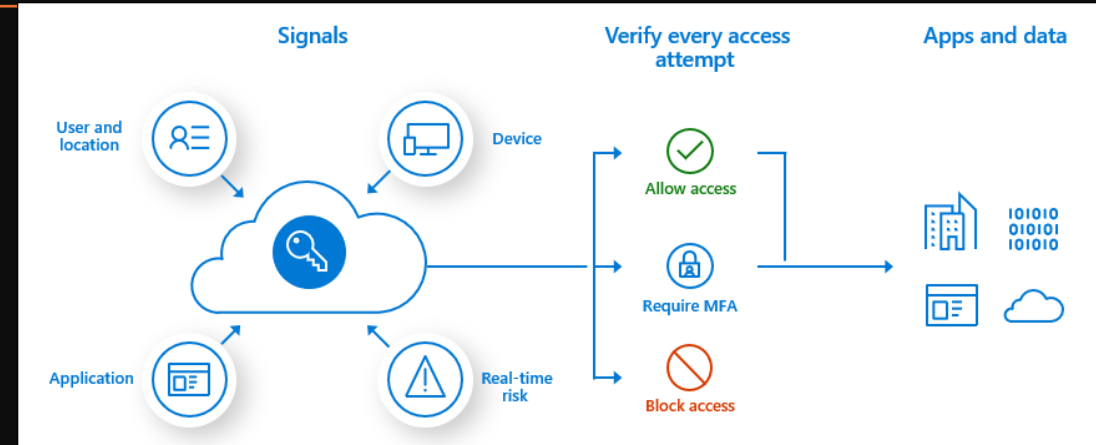 Signals
Verify every access
attempt
Apps and data
User and
location
Device
Allow access
101010
010101
101010
Require MFA
Application
Real-time
risk
Block access